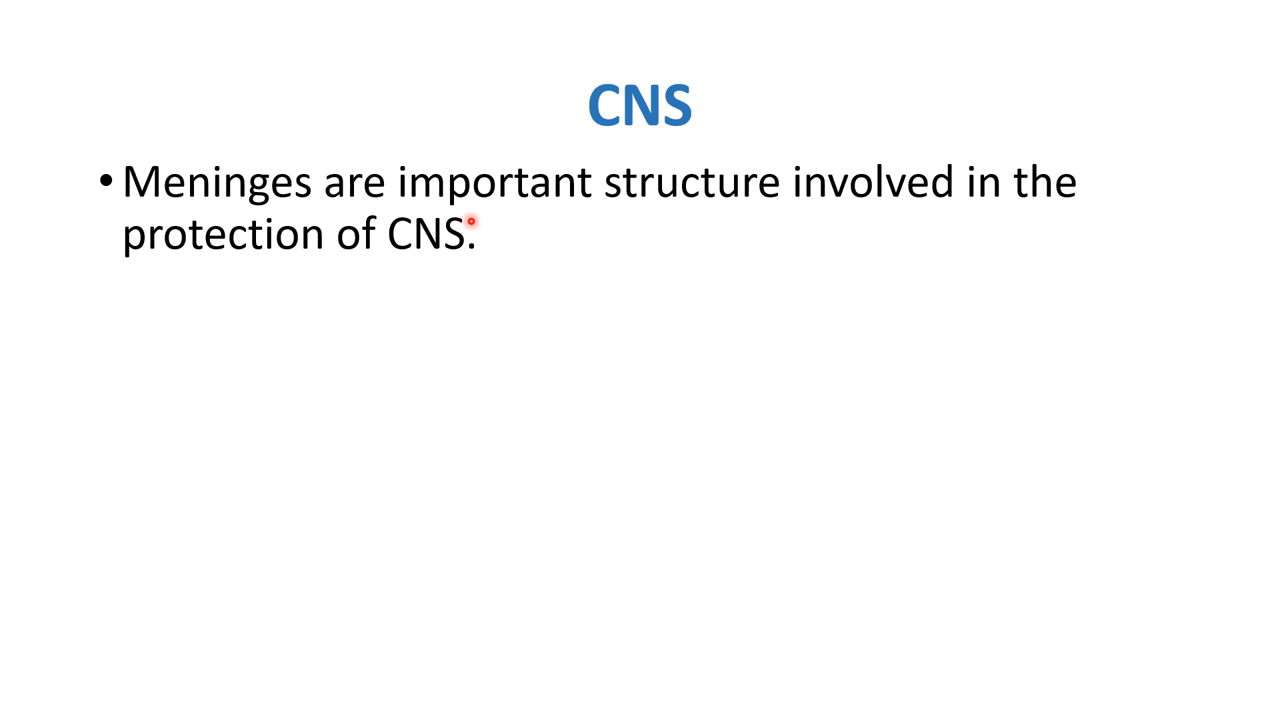 CNS
• Meninges are important structure involved in the
protection of CNS.